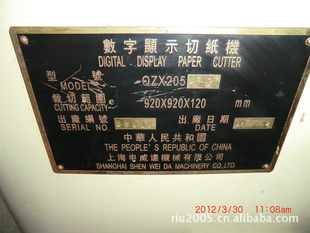 數字顯示切紙機
DIGITAL DISPLAY PAPER CUTTER
型號
MODEL QZX205
裁切範圍
CUTTING CAPACITY 920X920X120 mm
出廠編號 出廠日期
SERIAL NO. DATE
中華人民共和國
THE PEOPLE'S REPUBLIC OF CHINA
上海申威達機械有限公司
SHANGHAI SHEN WEI DA MACHINERY CO.,LTD.
2012/3/30 11:08am
riu2005.1688.com